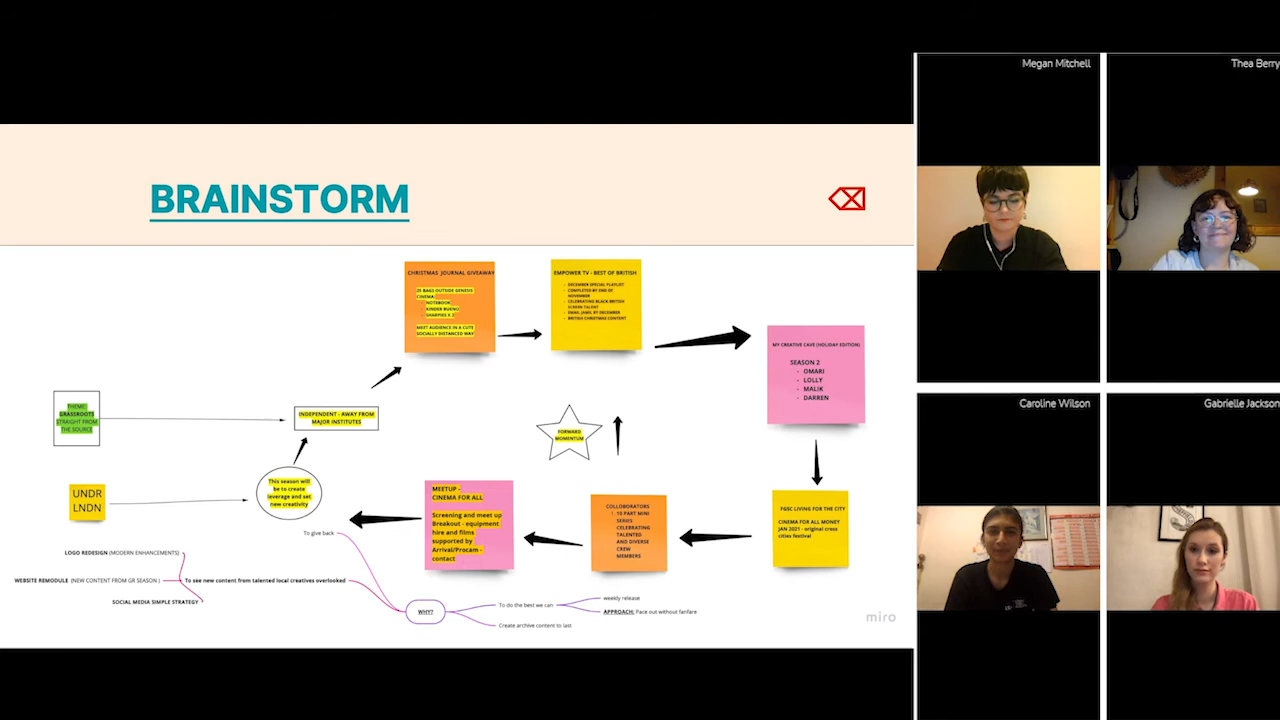 Megan Mitchell
Thea Berry
BRAINSTORM
CHRISTMAS JOURNAL GIVEAWAY
25 BAGS OUTSIDE GENESIS
CINEMA:
NOTEBOOK
KINDER BUENO
SHARPIES X 2
MEET AUDIENCE IN A CUTE
SOCIALLY DISTANCED WAY
EMPOWER TV - BEST OF BRITISH
- DECEMBER SPECIAL PLAYLIST
- COMPLETED BY END OF
NOVEMBER
- CELEBRATING BLACK BRITISH
SCREEN TALENT
- EMAIL JAMIL BY DECEMBER
- BRITISH CHRISTMAS CONTENT
MY CREATIVE CAVE (HOLIDAY EDITION)
SEASON 2
- OMARI
- LOLLY
- MALIK
- DARREN
THEME:
GRASSROOTS
STRAIGHT FROM
THE SOURCE
INDEPENDENT - AWAY FROM
MAJOR INSTITUTES
FORWARD
MOMENTUM
Caroline Wilson
Gabrielle Jackson
UNDR
LNDN
This season will
be to create
leverage and set
new creativity
MEETUP -
CINEMA FOR ALL
Screening and meet up
Breakout - equipment
hire and films
supported by
Arrival/Procam -
contact
COLLABORATORS
1. 10 PART MINI
SERIES
CELEBRATING
TALENTED
AND DIVERSE
CREW
MEMBERS
FGSC LIVING FOR THE CITY
CINEMA FOR ALL MONEY
JAN 2021 - original cross
cities festival
To give back
LOGO REDESIGN (MODERN ENHANCEMENTS)
WEBSITE REMODULE (NEW CONTENT FROM GR SEASON )
To see new content from talented local creatives overlooked
SOCIAL MEDIA SIMPLE STRATEGY
WHY?
To do the best we can
weekly release
APPROACH: Pace out without fanfare
Create archive content to last
miro